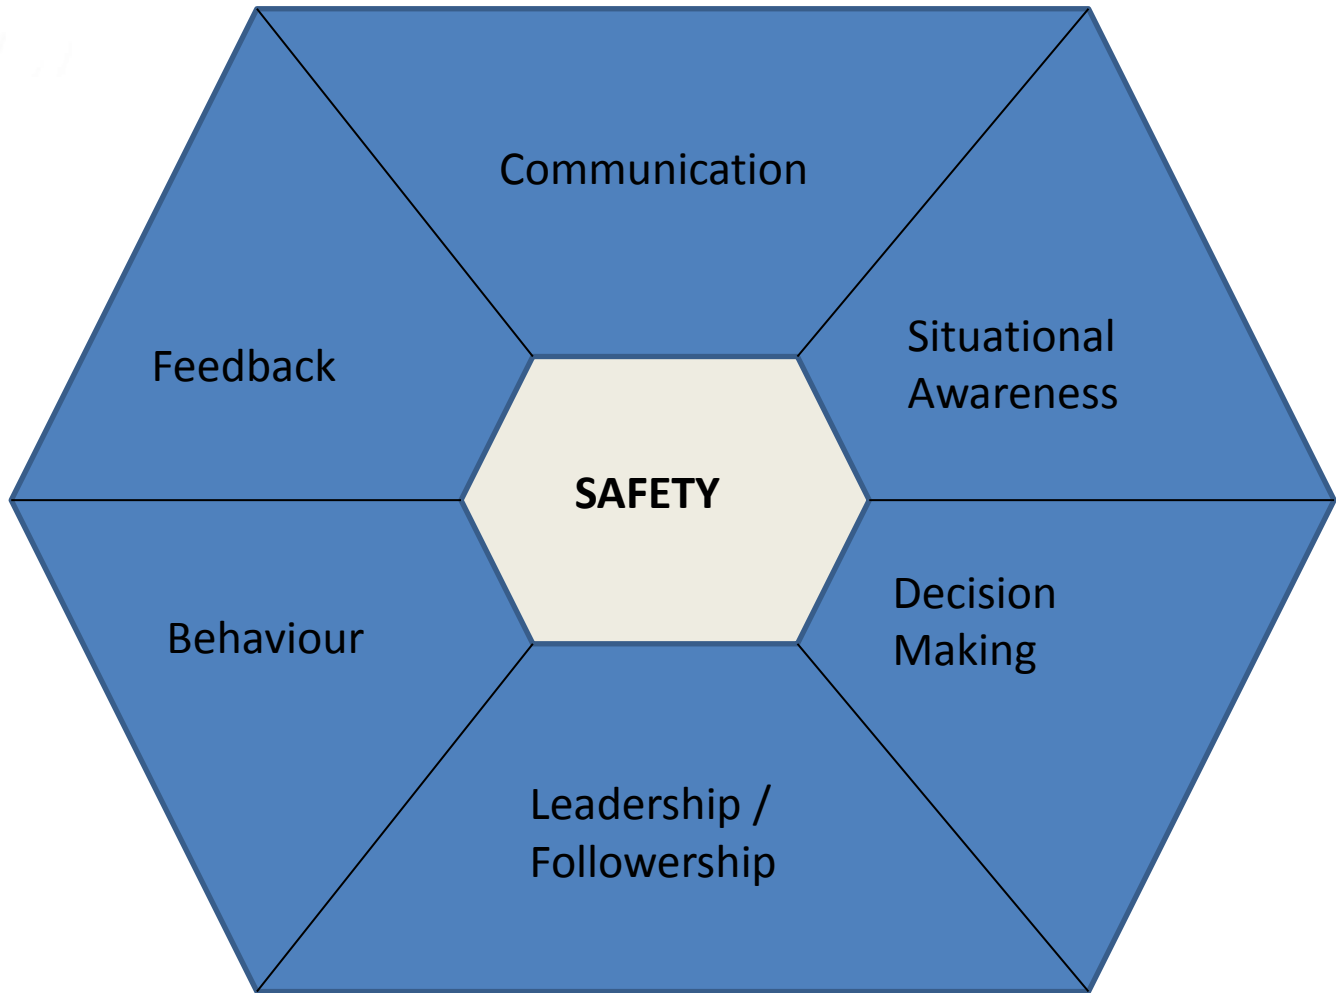 Communication
Situational
Awareness
Feedback
SAFETY
Decision
Making
Behaviour
Leadership /
Followership